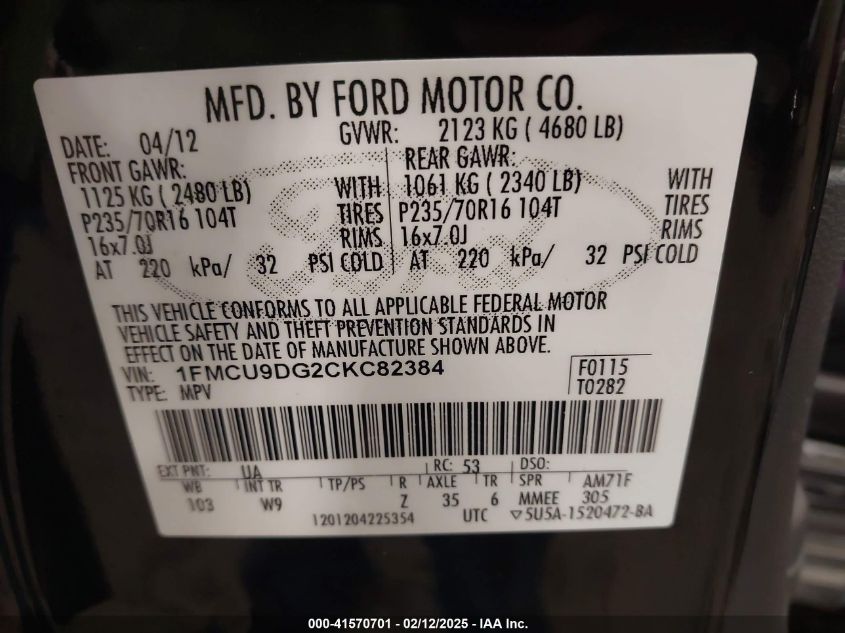 MFD. BY FORD MOTOR CO.
DATE: 04/12 GVWR: 2123 KG ( 4680 LB)
FRONT GAWR: REAR GAWR:
1125 KG ( 2480 LB) WITH 1061 KG ( 2340 LB) WITH
P235/70R16 104T TIRES P235/70R16 104T TIRES
16x7.0J RIMS 16x7.0J RIMS
AT 220 kPa/ 32 PSI COLD AT 220 kPa/ 32 PSI COLD
THIS VEHICLE CONFORMS TO ALL APPLICABLE FEDERAL MOTOR
VEHICLE SAFETY AND THEFT PREVENTION STANDARDS IN
EFFECT ON THE DATE OF MANUFACTURE SHOWN ABOVE.
VIN: 1FMCU9DG2CKC82384 F0115
TYPE: MPV T0282
EXT PNT: UA RC: 53 DSO:
WB INT TR TP/PS R AXLE TR SPR AM71F
103 W9 Z 35 6 MMEE 305
1201204225354 UTC ▽5U5A-1520472-BA
000-41570701 - 02/12/2025 - IAA Inc.